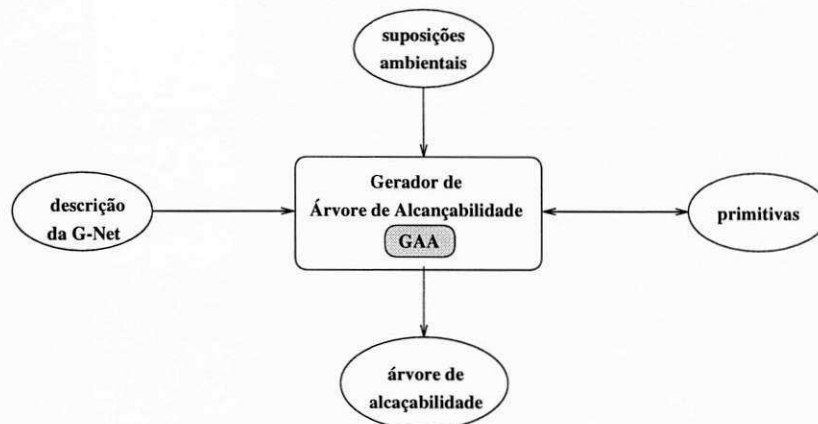 suposições
ambientais
descrição
da G-Net
Gerador de
Árvore de Alcançabilidade
GAA
primitivas
árvore de
alcaçabilidade